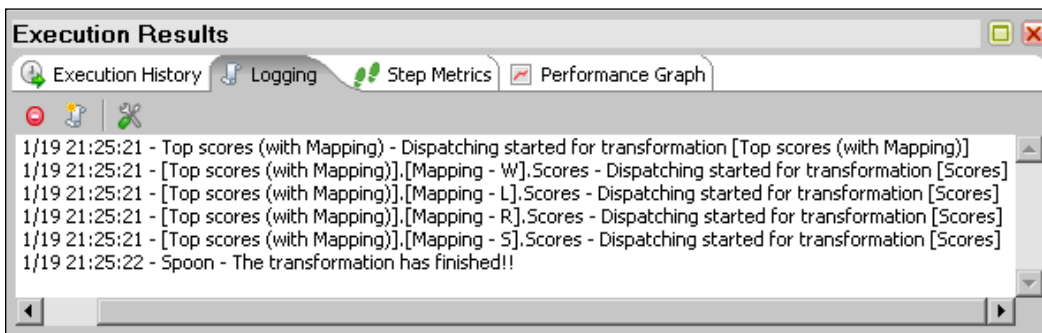 Execution Results
Execution History Logging Step Metrics Performance Graph
1/19 21:25:21 - Top scores (with Mapping) - Dispatching started for transformation [Top scores (with Mapping)]
1/19 21:25:21 - [Top scores (with Mapping)].[Mapping - W].Scores - Dispatching started for transformation [Scores]
1/19 21:25:21 - [Top scores (with Mapping)].[Mapping - L].Scores - Dispatching started for transformation [Scores]
1/19 21:25:21 - [Top scores (with Mapping)].[Mapping - R].Scores - Dispatching started for transformation [Scores]
1/19 21:25:21 - [Top scores (with Mapping)].[Mapping - S].Scores - Dispatching started for transformation [Scores]
1/19 21:25:22 - Spoon - The transformation has finished!!